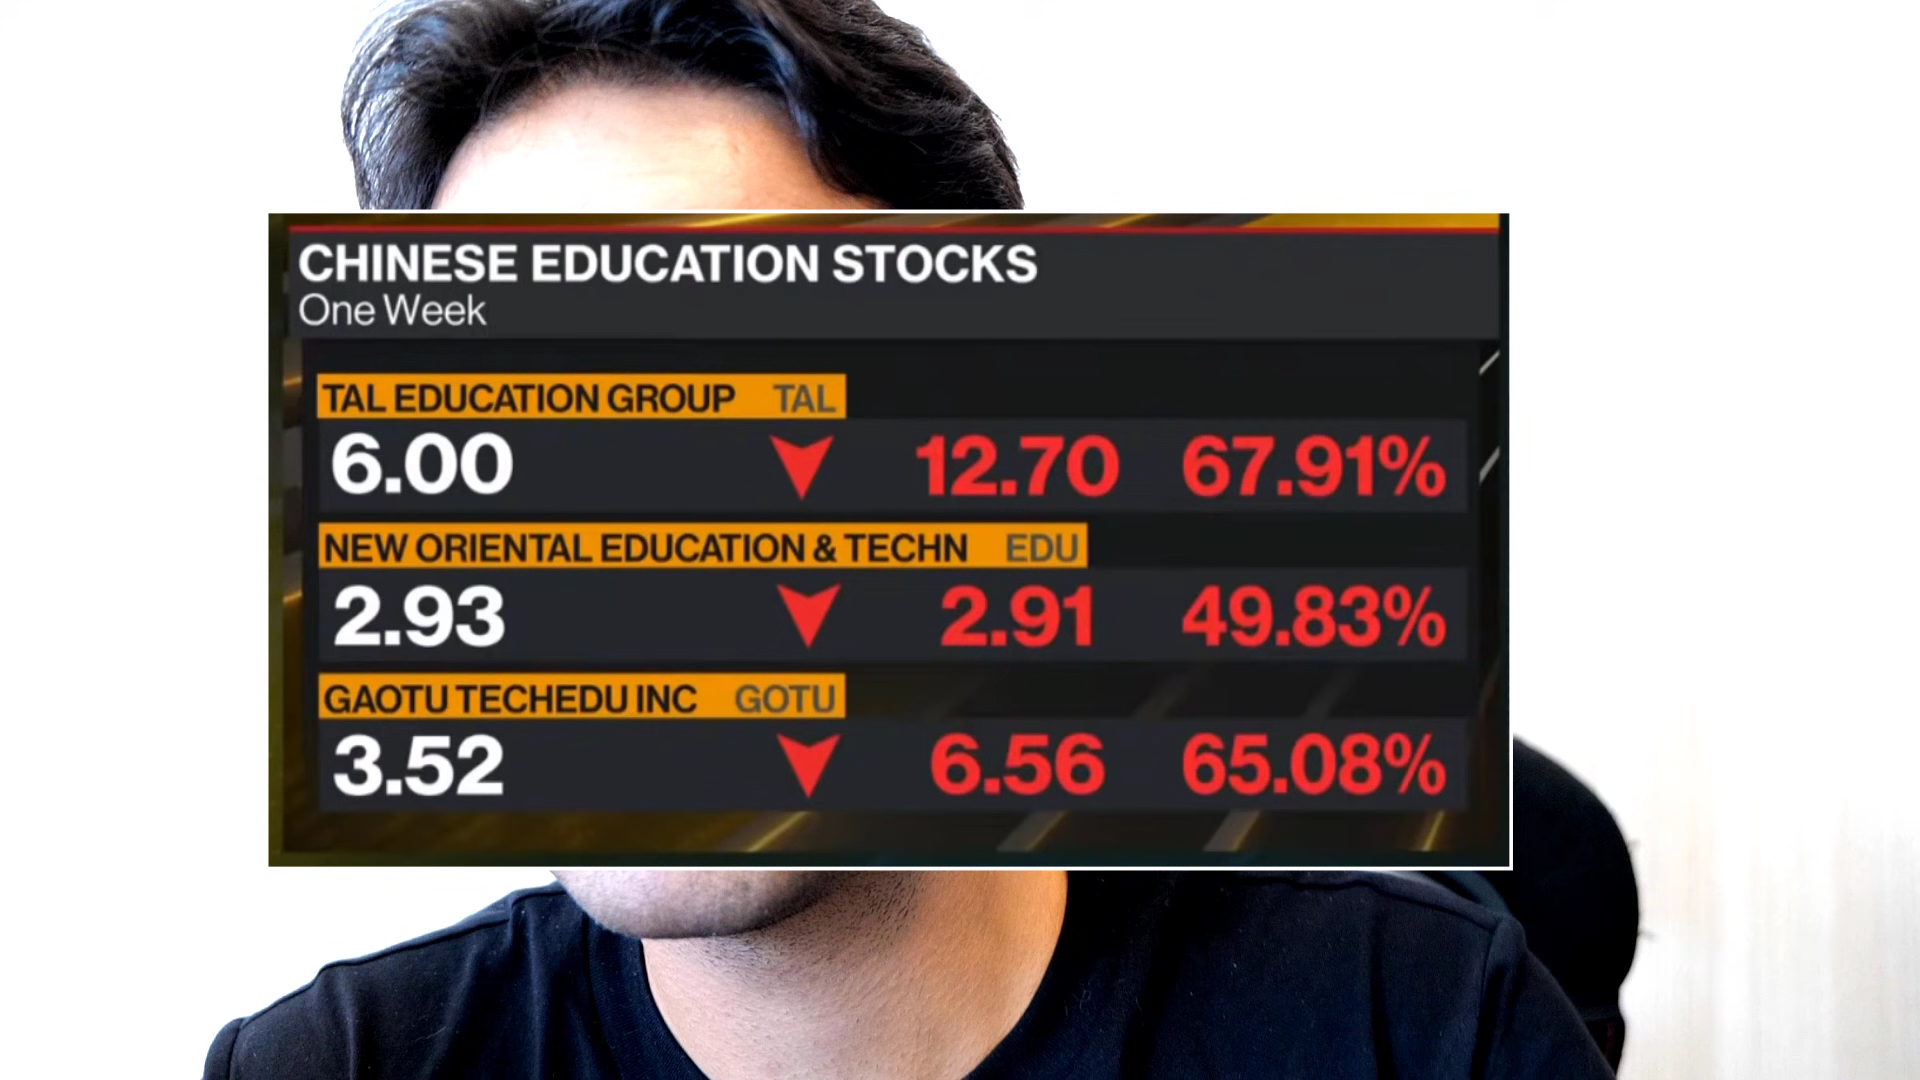 CHINESE EDUCATION STOCKS
One Week
TAL EDUCATION GROUP TAL
6.00 12.70 67.91%
NEW ORIENTAL EDUCATION & TECHN EDU
2.93 2.91 49.83%
GAOTU TECHEDU INC GOTU
3.52 6.56 65.08%